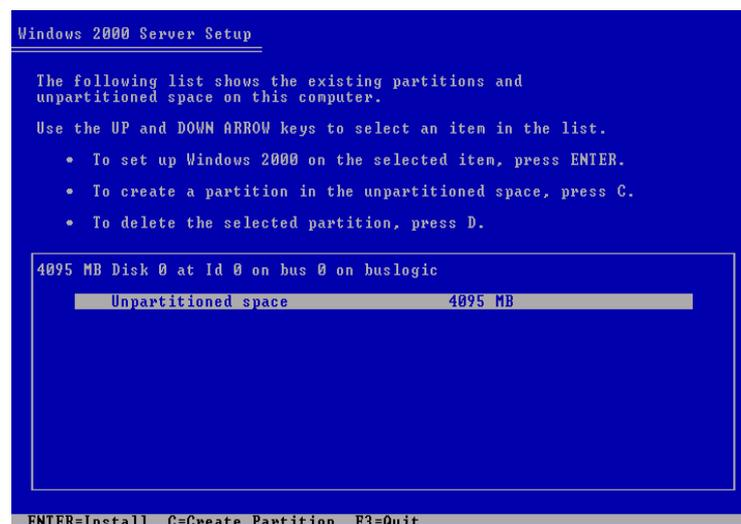 Windows 2000 Server Setup
The following list shows the existing partitions and
unpartitioned space on this computer.
Use the UP and DOWN ARROW keys to select an item in the list.
• To set up Windows 2000 on the selected item, press ENTER.
• To create a partition in the unpartitioned space, press C.
• To delete the selected partition, press D.
4095 MB Disk 0 at Id 0 on bus 0 on buslogic
Unpartitioned space 4095 MB
ENTER=Install C=Create Partition F3=Quit